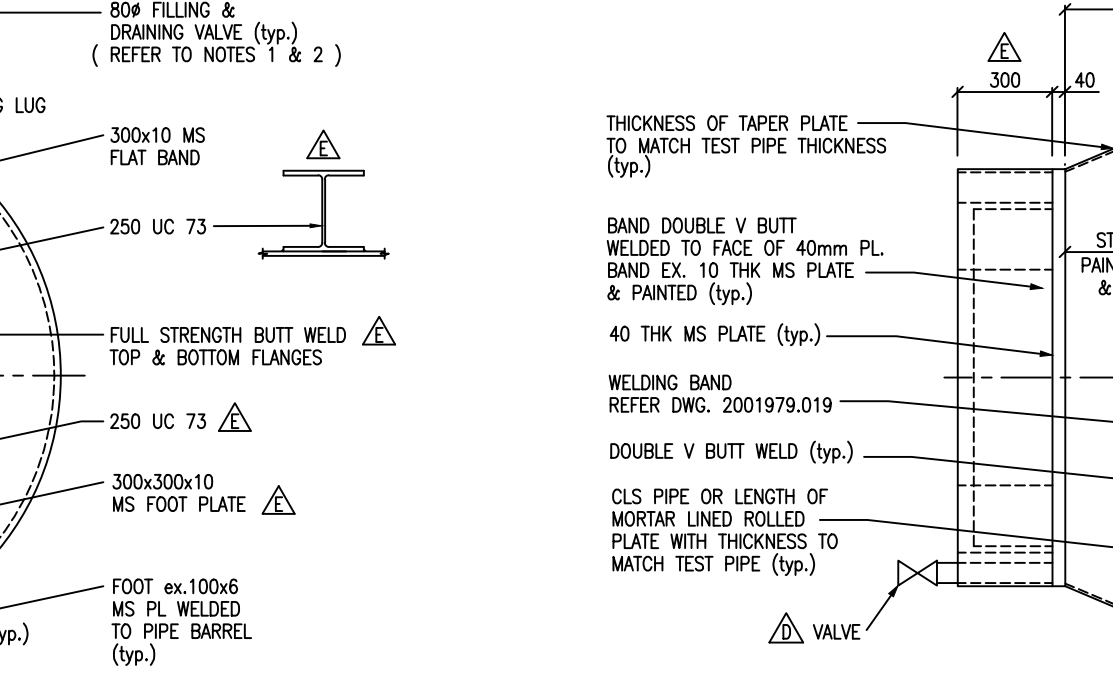 80ø FILLING &
DRAINING VALVE (typ.)
( REFER TO NOTES 1 & 2 )
G LUG
300x10 MS
FLAT BAND
E
250 UC 73
FULL STRENGTH BUTT WELD E
TOP & BOTTOM FLANGES
250 UC 73 E
300x300x10
MS FOOT PLATE E
FOOT ex.100x6
MS PL WELDED
TO PIPE BARREL
(typ.)
yp.)
E
300 40
THICKNESS OF TAPER PLATE
TO MATCH TEST PIPE THICKNESS
(typ.)
BAND DOUBLE V BUTT
WELDED TO FACE OF 40mm PL.
BAND EX. 10 THK MS PLATE
& PAINTED (typ.)
ST
PAIN
&
40 THK MS PLATE (typ.)
WELDING BAND
REFER DWG. 2001979.019
DOUBLE V BUTT WELD (typ.)
CLS PIPE OR LENGTH OF
MORTAR LINED ROLLED
PLATE WITH THICKNESS TO
MATCH TEST PIPE (typ.)
D VALVE